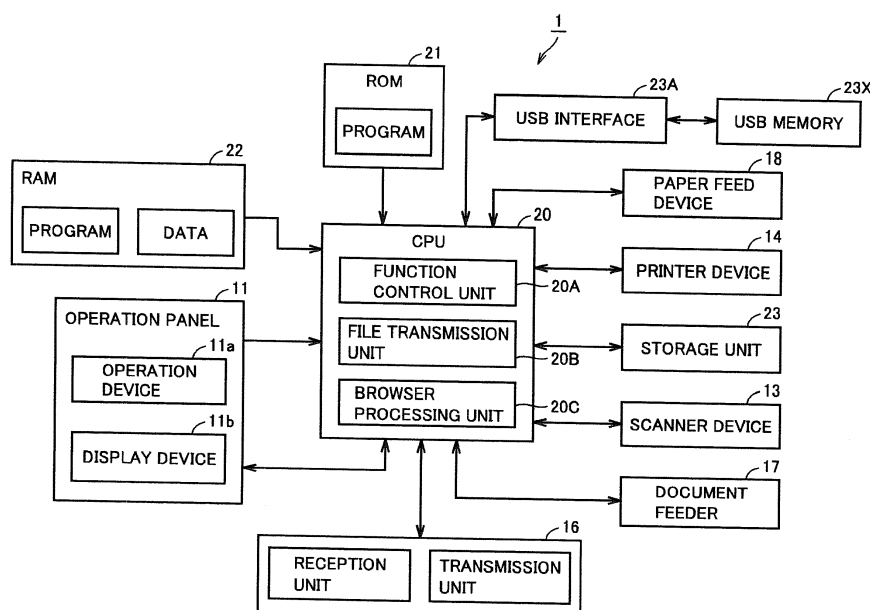 1
21
ROM
PROGRAM
23A
USB INTERFACE
23X
USB MEMORY
22
RAM
PROGRAM
DATA
18
PAPER FEED
DEVICE
20
CPU
FUNCTION
CONTROL UNIT
20A
FILE TRANSMISSION
UNIT
20B
BROWSER
PROCESSING UNIT
20C
14
PRINTER DEVICE
11
OPERATION PANEL
11a
OPERATION
DEVICE
11b
DISPLAY DEVICE
23
STORAGE UNIT
13
SCANNER DEVICE
17
DOCUMENT
FEEDER
16
RECEPTION
UNIT
TRANSMISSION
UNIT